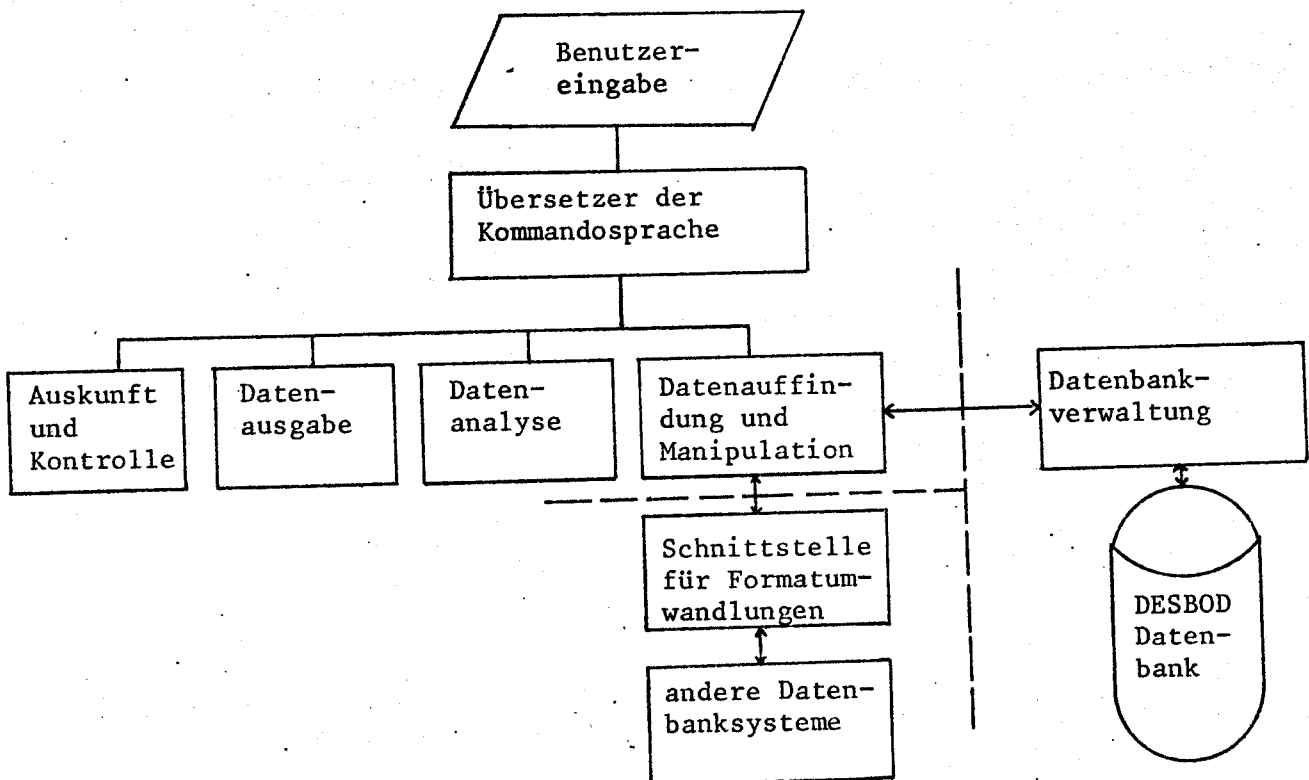 Benutzer-
eingabe
Übersetzer der
Kommandosprache
Auskunft
und
Kontrolle
Daten-
ausgabe
Daten-
analyse
Datenauffin-
dung und
Manipulation
Datenbank-
verwaltung
Schnittstelle
für Formatum-
wandlungen
andere Daten-
banksysteme
DESBOD
Daten-
bank